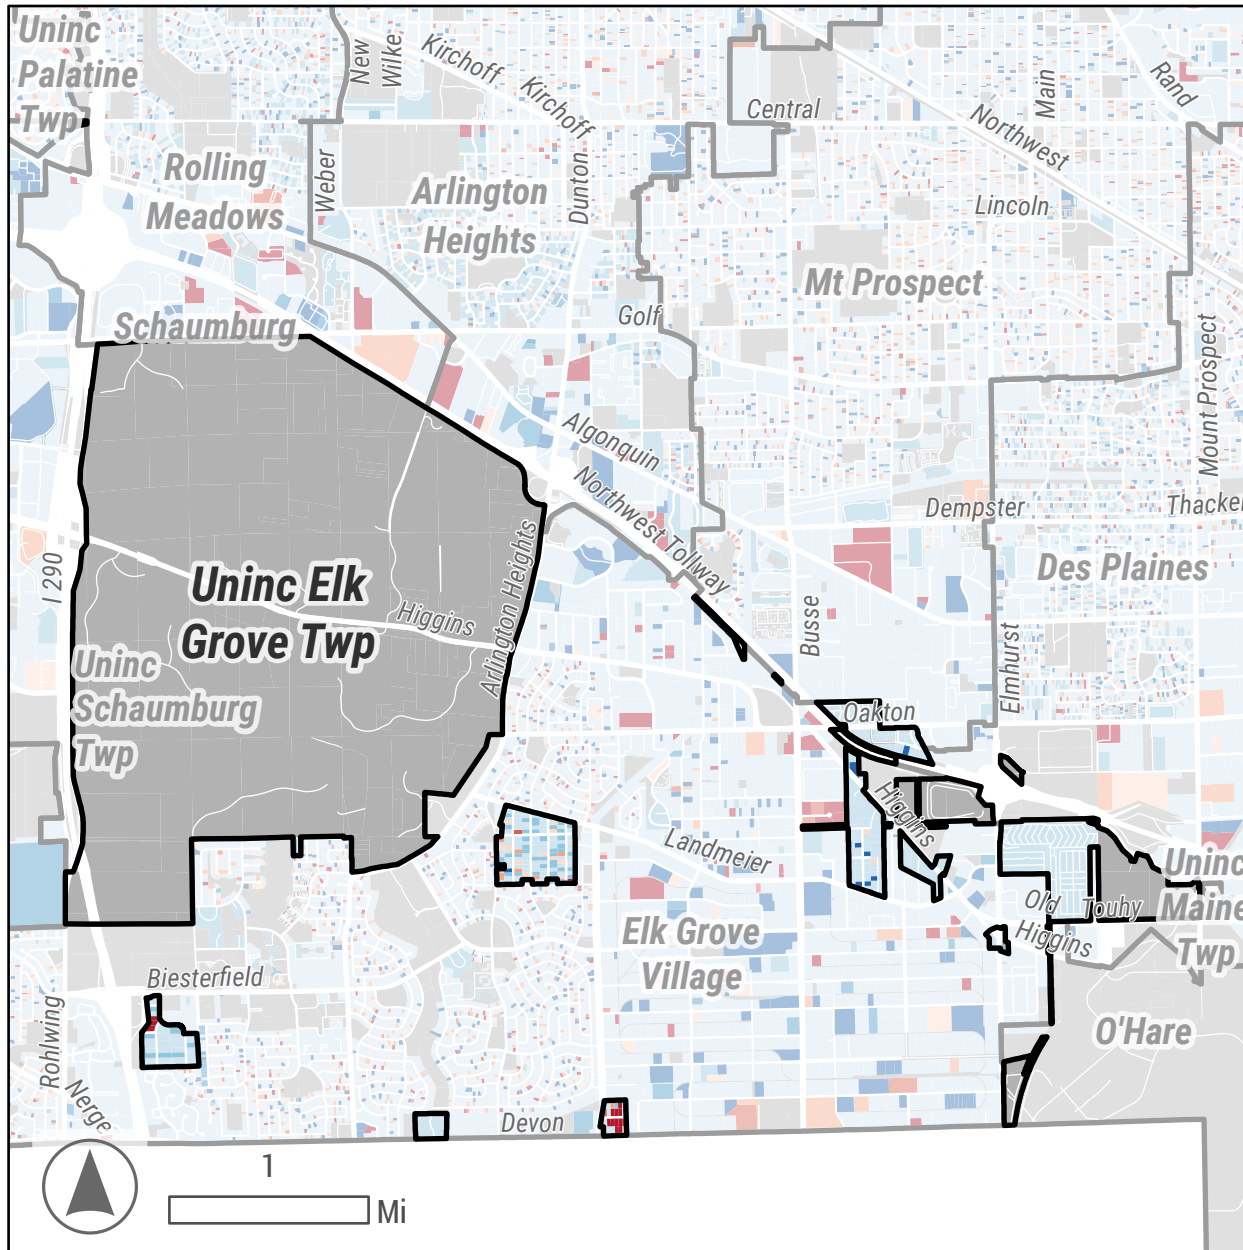 Uninc
Palatine
Twp
New
Wilke
Kirchoff
Kirchoff
Central
Main
Rand
Northwest
Rolling
Meadows
Weber
Arlington
Heights
Dunton
Lincoln
Mt Prospect
Golf
Schaumburg
Mount Prospect
Algonquin
Northwest Tollway
Dempster
Thacker
I 290
Uninc Elk
Grove Twp
Higgins
Arlington Heights
Busse
Des Plaines
Elmhurst
Uninc
Schaumburg
Twp
Oakton
Higgins
Landmeier
Uninc
Maine
Twp
Old
Higgins
Touhy
Elk Grove
Village
Biesterfield
Rohlwing
Nerge
O'Hare
Devon
1
Mi